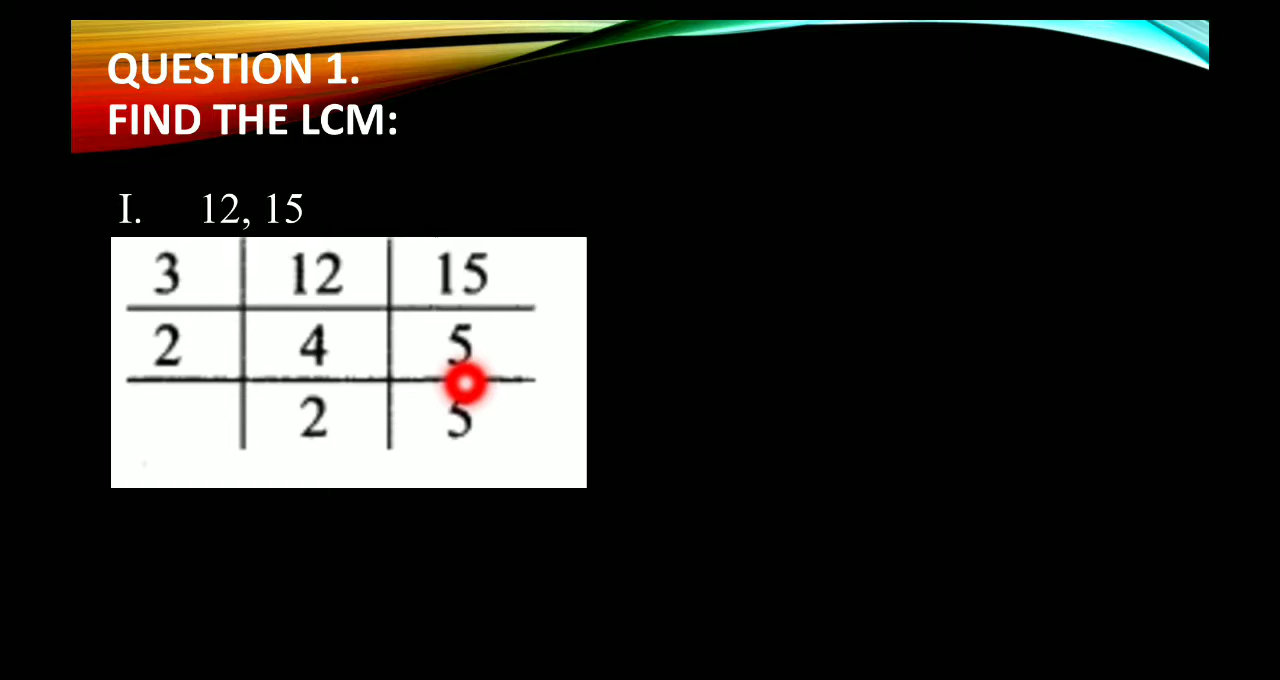 QUESTION 1.
FIND THE LCM:
I. 12, 15
3 12 15
2 4 5
2 5